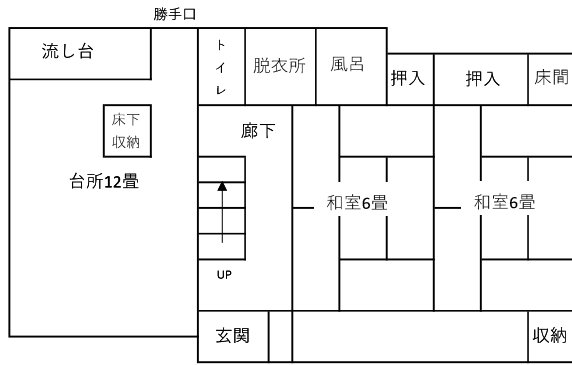 勝手口
流し台
トイレ
脱衣所
風呂
押入
押入
床間
床下
収納
廊下
台所12畳
和室6畳
和室6畳
UP
玄関
収納